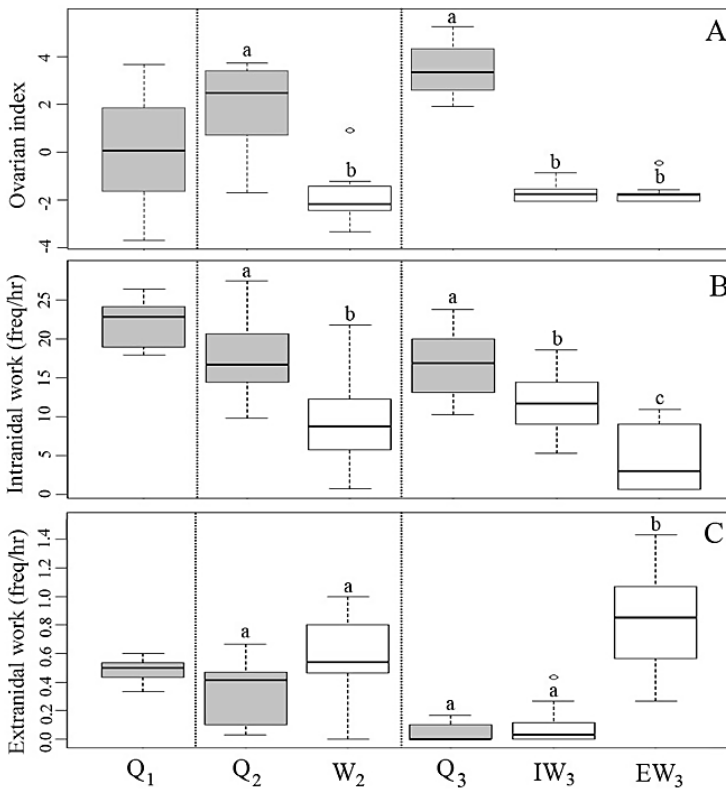 A
Ovarian index
4
2
0
-2
-4
a
b
a
b
b
B
Intranidal work (freq/hr)
25
20
15
10
5
0
a
b
a
b
c
C
Extranidal work (freq/hr)
1.4
1.2
1.0
0.8
0.6
0.4
0.2
0.0
a
a
a
a
b
Q₁ Q₂ W₂ Q₃ IW₃ EW₃